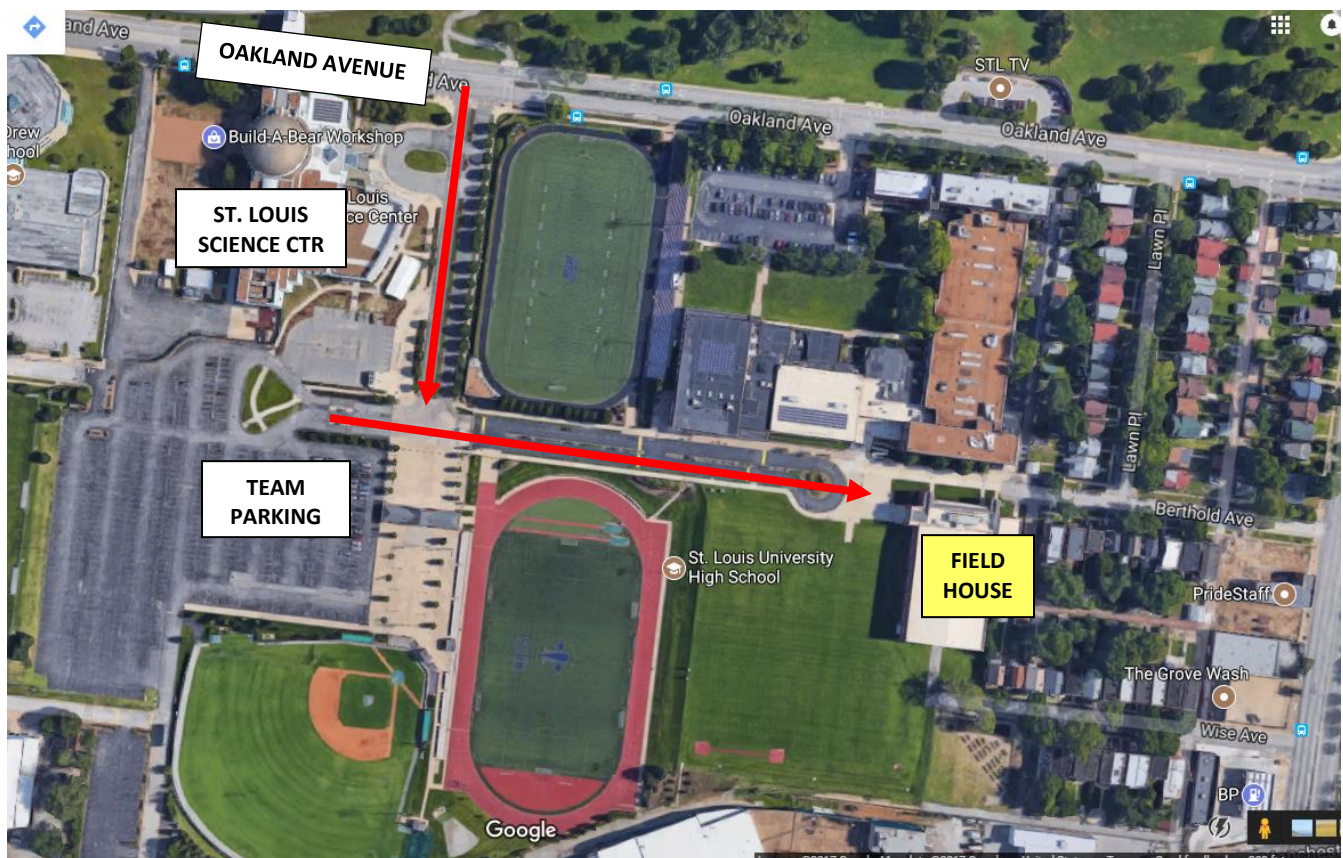 and Ave
OAKLAND AVENUE
d Ave
STL TV
Oakland Ave
Oakland Ave
Build-A-Bear Workshop
Drew
hool
Louis
ce Center
ST. LOUIS
SCIENCE CTR
Lawn Pl
Lawn Pl
TEAM
PARKING
Berthold Ave
St. Louis University
High School
FIELD
HOUSE
PrideStaff
The Grove Wash
Wise Ave
BP
Google